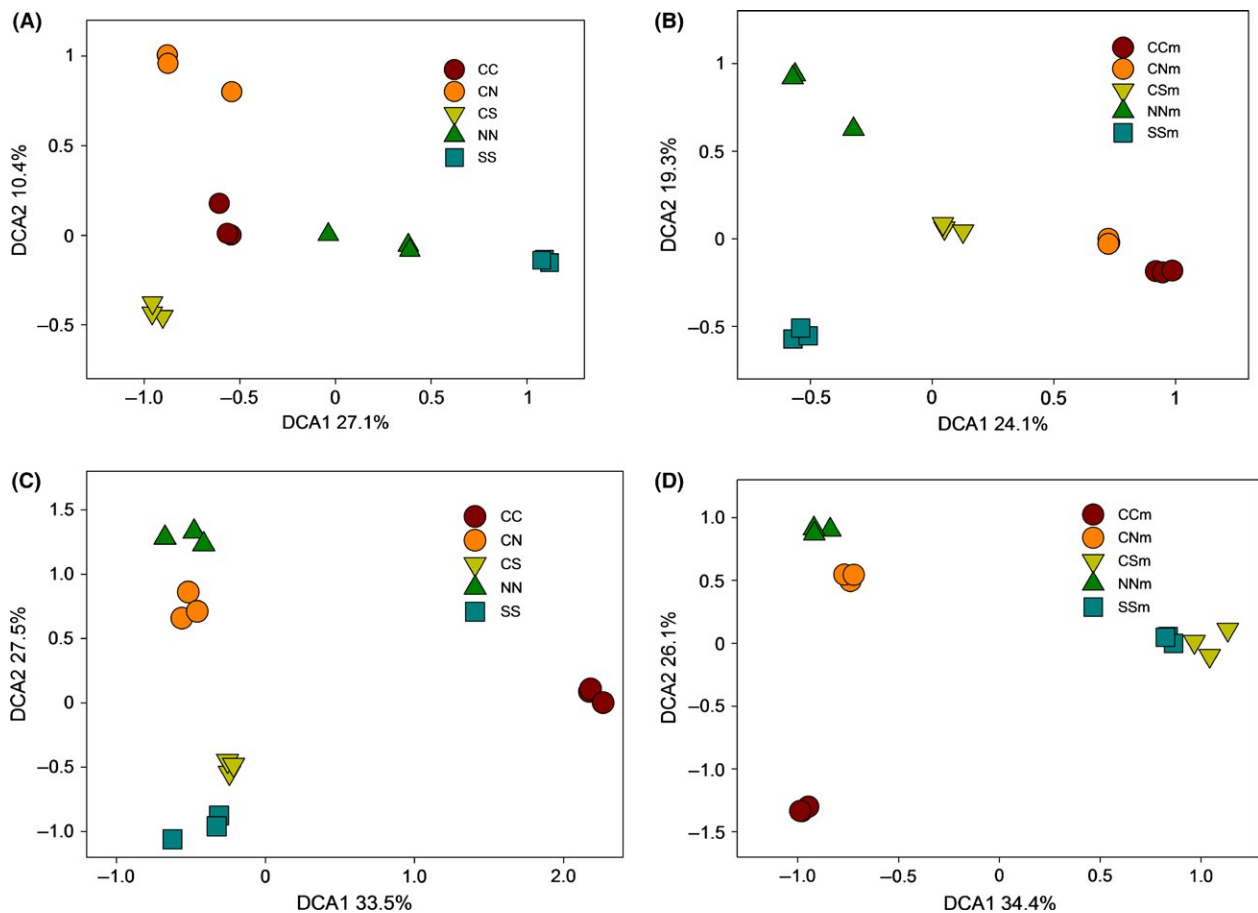 (A)
1
0.5
0
−0.5
DCA2 10.4%
CC
CN
CS
NN
SS
−1.0
−0.5
0
0.5
1
DCA1 27.1%
(B)
1
0.5
0
−0.5
DCA2 19.3%
CCm
CNm
CSm
NNm
SSm
−0.5
0
0.5
1
DCA1 24.1%
(C)
1.5
1.0
0.5
0
−0.5
−1.0
DCA2 27.5%
CC
CN
CS
NN
SS
−1.0
0
1.0
2.0
DCA1 33.5%
(D)
1.0
0.5
0
−0.5
−1.0
−1.5
DCA2 26.1%
CCm
CNm
CSm
NNm
SSm
−1.0
−0.5
0
0.5
1.0
DCA1 34.4%